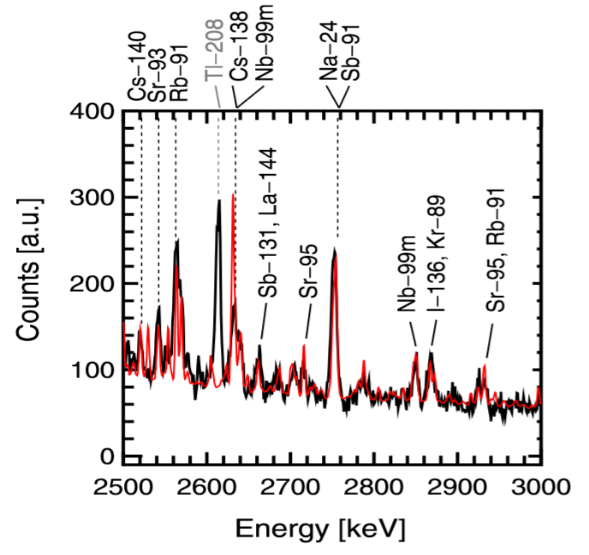 Cs-140
Sr-93
Rb-91
Tl-208
Cs-138
Nb-99m
Na-24
Sb-91
400
300
200
100
0
Counts [a.u.]
Sb-131, La-144
Sr-95
Nb-99m
I-136, Kr-89
Sr-95, Rb-91
2500 2600 2700 2800 2900 3000
Energy [keV]